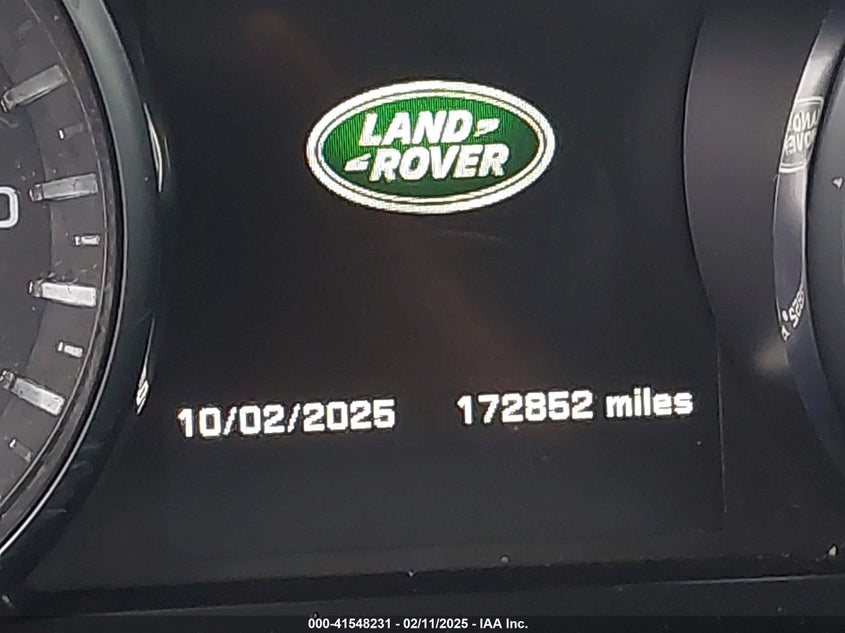 LAND
ROVER
10/02/2025 172852 miles
000-41548231 - 02/11/2025 - IAA Inc.